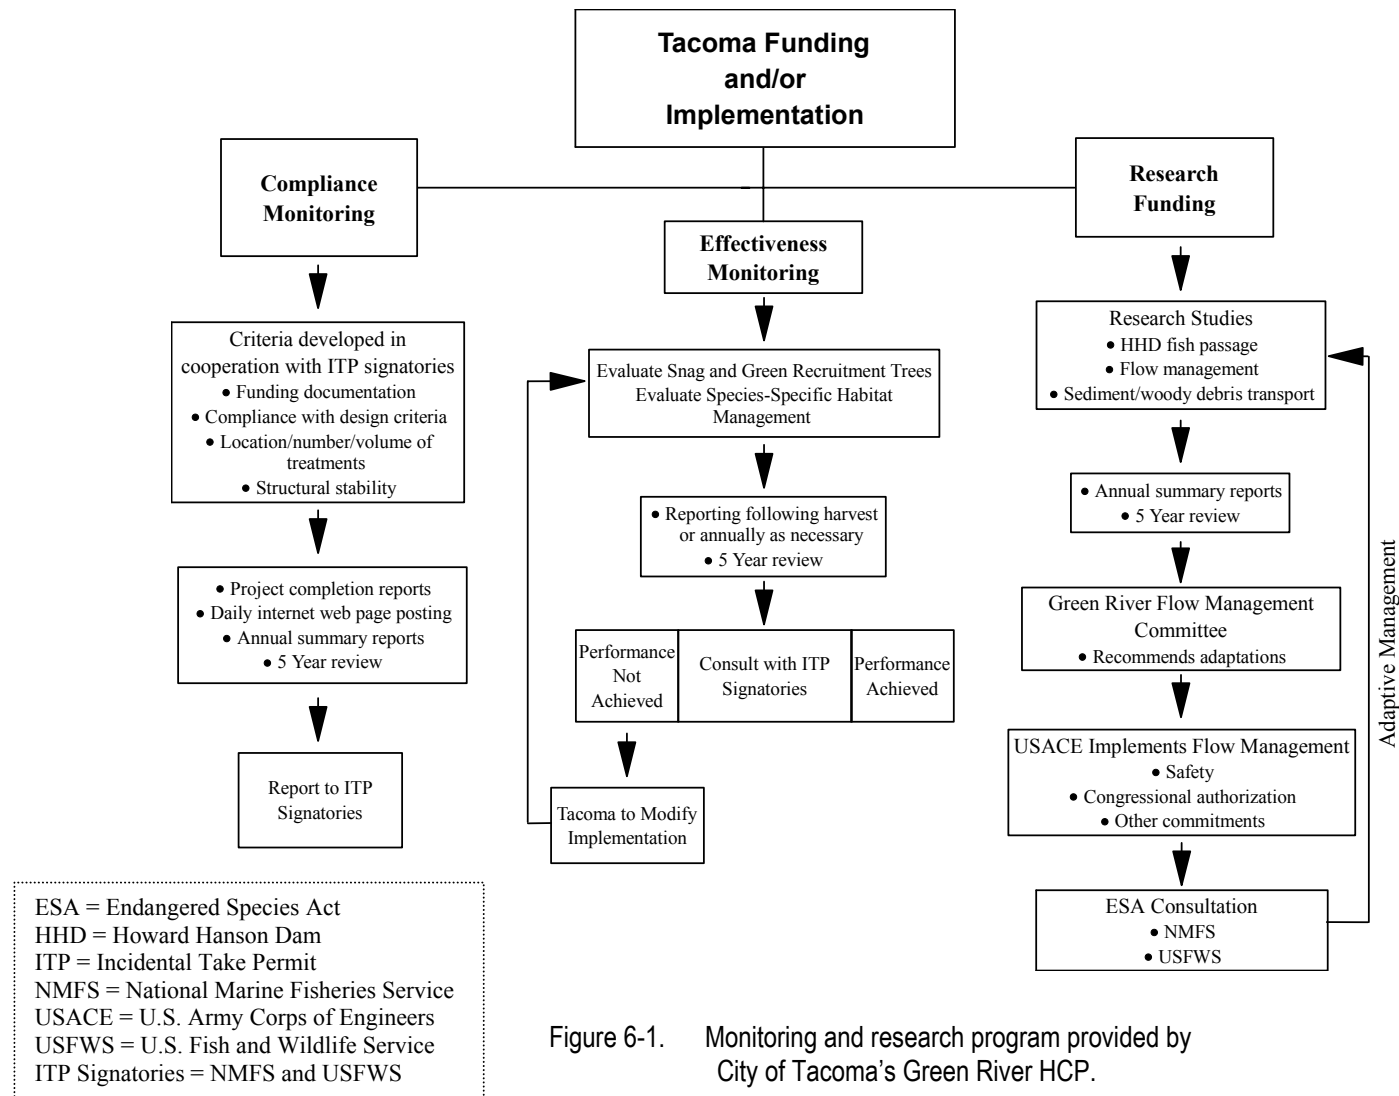 Tacoma Funding
and/or
Implementation
Compliance
Monitoring
Criteria developed in
cooperation with ITP signatories
• Funding documentation
• Compliance with design criteria
• Location/number/volume of
treatments
• Structural stability
• Project completion reports
• Daily internet web page posting
• Annual summary reports
• 5 Year review
Report to ITP
Signatories
Effectiveness
Monitoring
Evaluate Snag and Green Recruitment Trees
Evaluate Species-Specific Habitat
Management
• Reporting following harvest
or annually as necessary
• 5 Year review
Performance
Not
Achieved
Consult with ITP
Signatories
Performance
Achieved
Tacoma to Modify
Implementation
Research
Funding
Research Studies
• HHD fish passage
• Flow management
• Sediment/woody debris transport
• Annual summary reports
• 5 Year review
Green River Flow Management
Committee
• Recommends adaptations
USACE Implements Flow Management
• Safety
• Congressional authorization
• Other commitments
ESA Consultation
• NMFS
• USFWS
Adaptive Management
ESA = Endangered Species Act
HHD = Howard Hanson Dam
ITP = Incidental Take Permit
NMFS = National Marine Fisheries Service
USACE = U.S. Army Corps of Engineers
USFWS = U.S. Fish and Wildlife Service
ITP Signatories = NMFS and USFWS
Figure 6-1. Monitoring and research program provided by
City of Tacoma's Green River HCP.